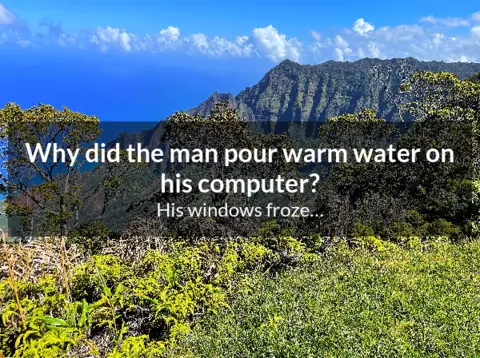 Why did the man pour warm water on
his computer?
His windows froze...